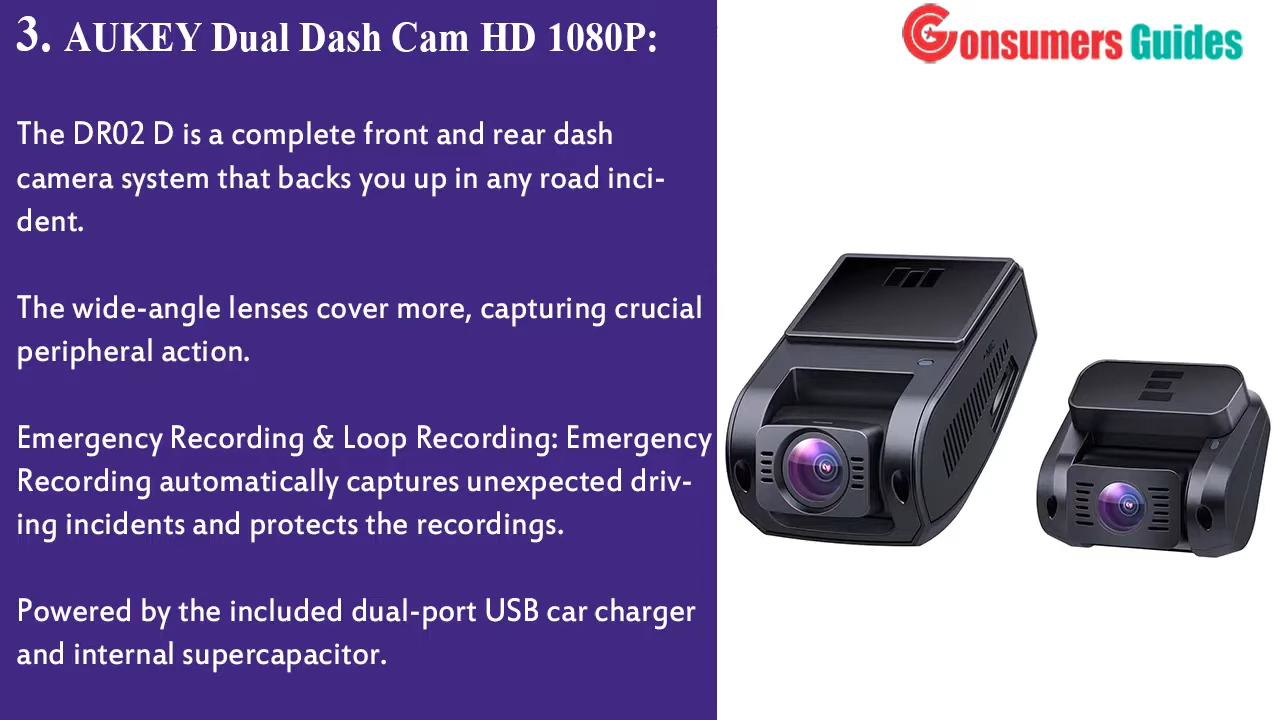 3. AUKEY Dual Dash Cam HD 1080P:
Consumers Guides
The DR02 D is a complete front and rear dash
camera system that backs you up in any road inci-
dent.
The wide-angle lenses cover more, capturing crucial
peripheral action.
Emergency Recording & Loop Recording: Emergency
Recording automatically captures unexpected driv-
ing incidents and protects the recordings.
Powered by the included dual-port USB car charger
and internal supercapacitor.
MIC